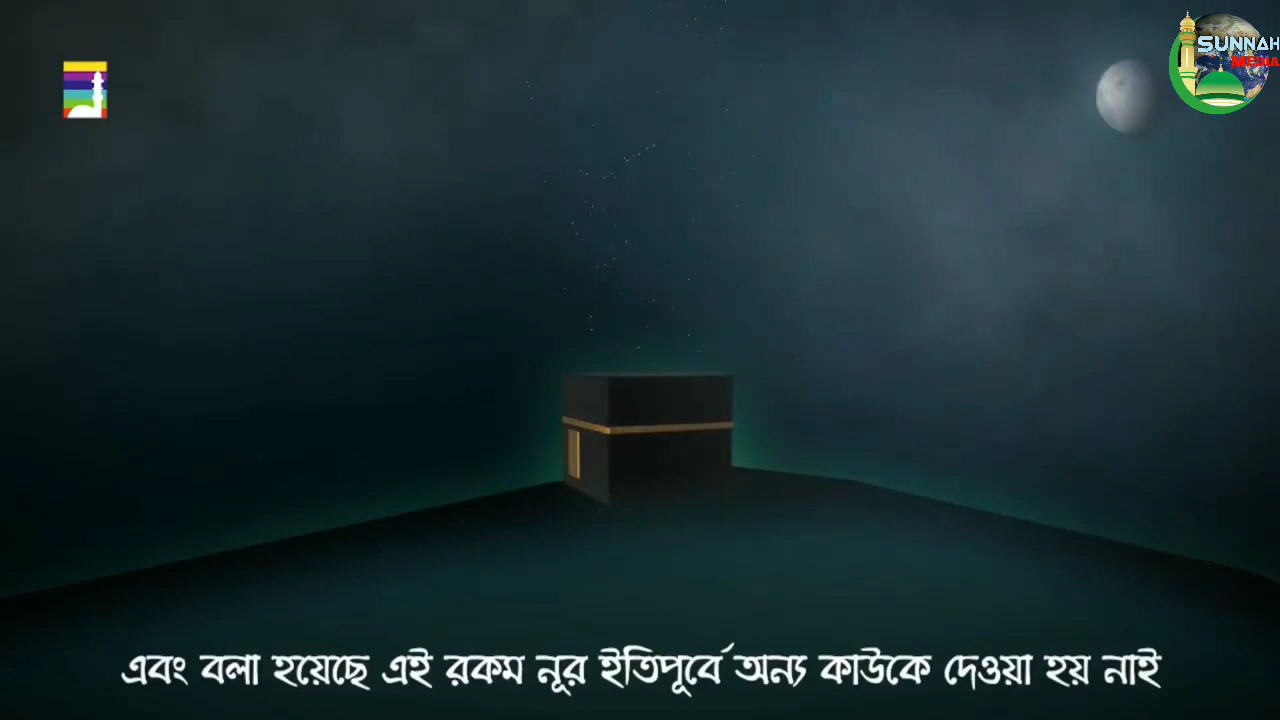 SUNNAH
MEDIA
এবং বলা হয়েছে এই রকম নূর ইতিপূর্বে অন্য কাউকে দেওয়া হয় নাই